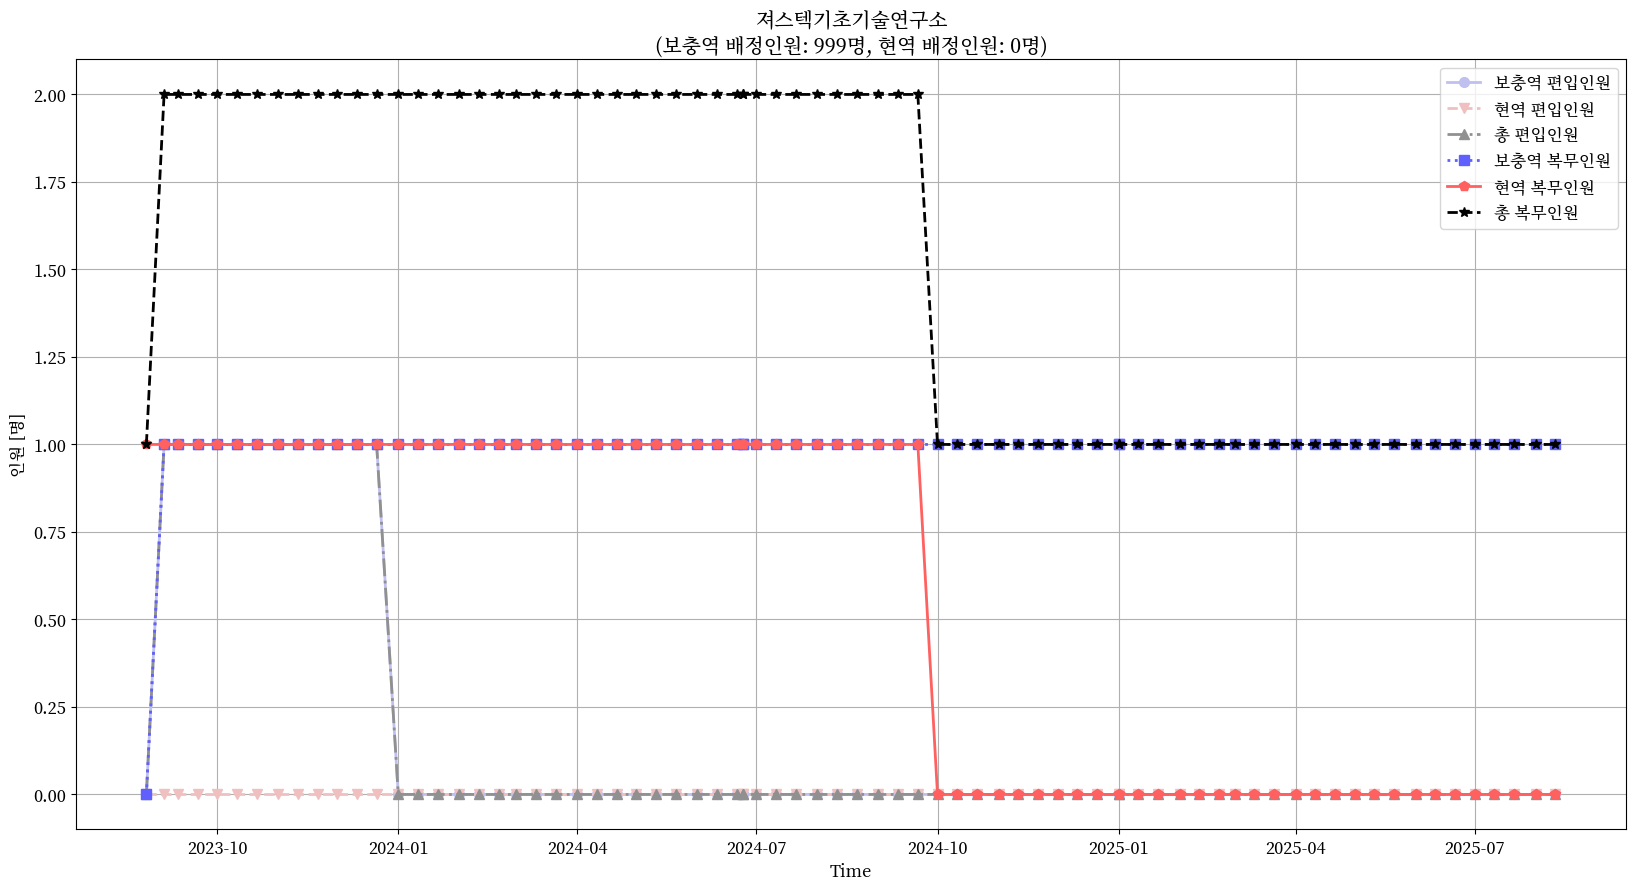 져스텍기초기술연구소
(보충역 배정인원: 999명, 현역 배정인원: 0명)
보충역 편입인원
현역 편입인원
총 편입인원
보충역 복무인원
현역 복무인원
총 복무인원
인원 [명]
2.00
1.75
1.50
1.25
1.00
0.75
0.50
0.25
0.00
2023-10
2024-01
2024-04
2024-07
2024-10
2025-01
2025-04
2025-07
Time